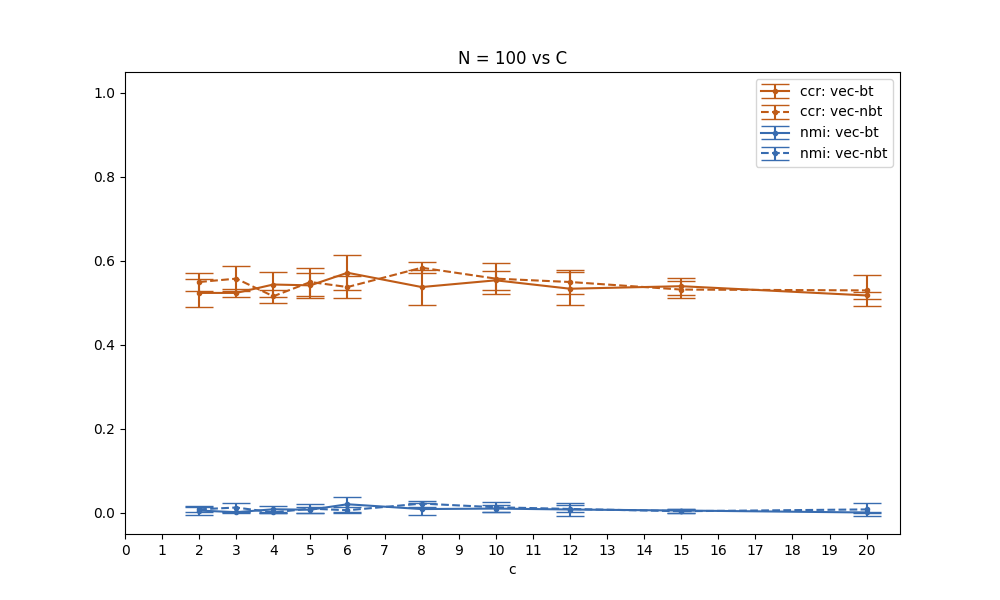 N = 100 vs C
1.0
0.8
0.6
0.4
0.2
0.0
ccr: vec-bt
ccr: vec-nbt
nmi: vec-bt
nmi: vec-nbt
0 1 2 3 4 5 6 7 8 9 10 11 12 13 14 15 16 17 18 19 20
c